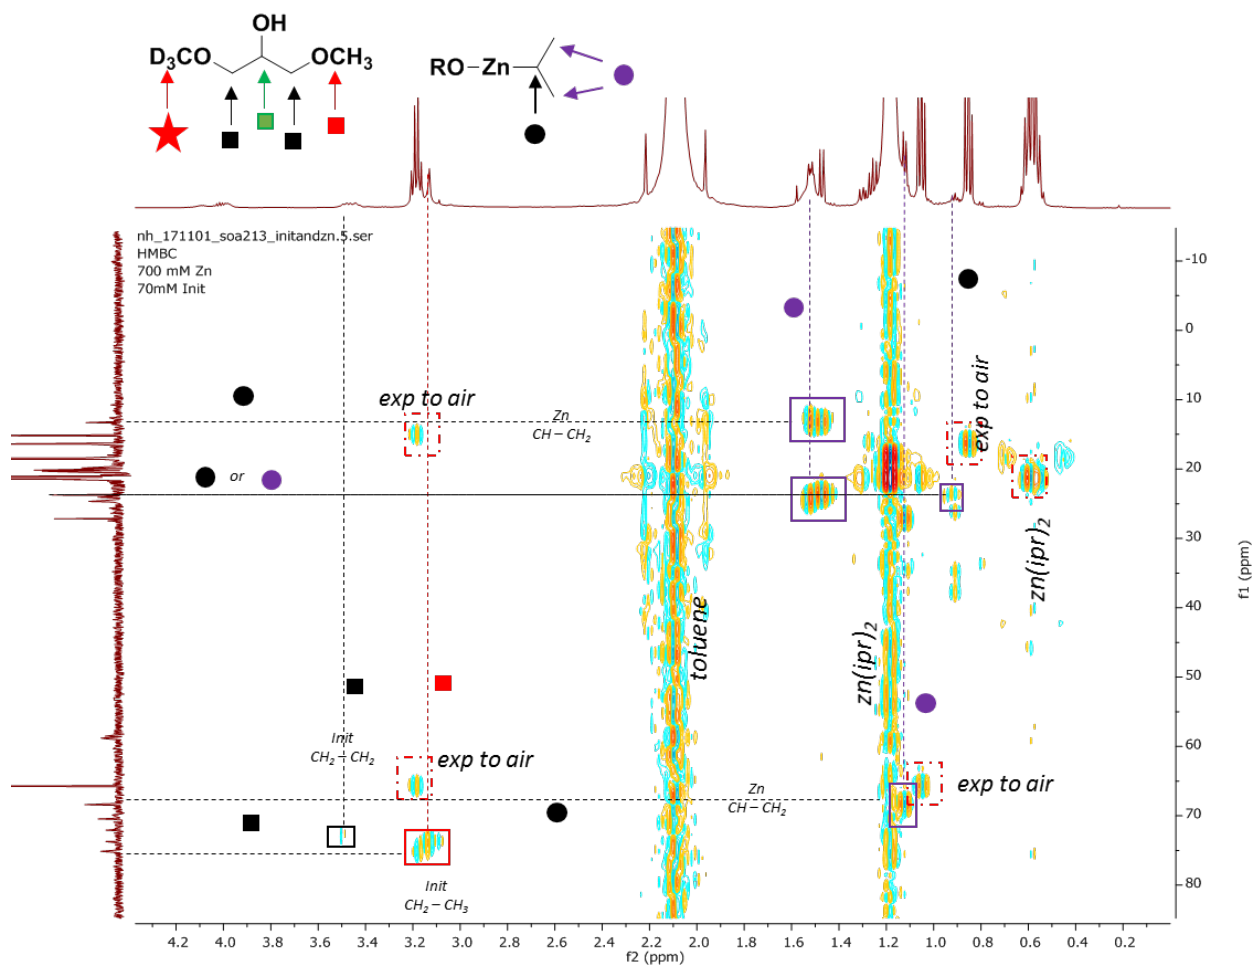 OH
D3CO
OCH3
RO-Zn
nh_171101_soa213_initandzn.5.ser
HMBC
700 mM Zn
70mM Init
-10
0
10
20
30
40
50
60
70
80
f1 (ppm)
exp to air
Zn
CH – CH2
exp to air
or
zn(ipr)2
toluene
zn(ipr)2
Init
CH2 – CH2
exp to air
Zn
CH – CH2
exp to air
Init
CH2 – CH3
4.2 4.0 3.8 3.6 3.4 3.2 3.0 2.8 2.6 2.4 2.2 2.0 1.8 1.6 1.4 1.2 1.0 0.8 0.6 0.4 0.2
f2 (ppm)